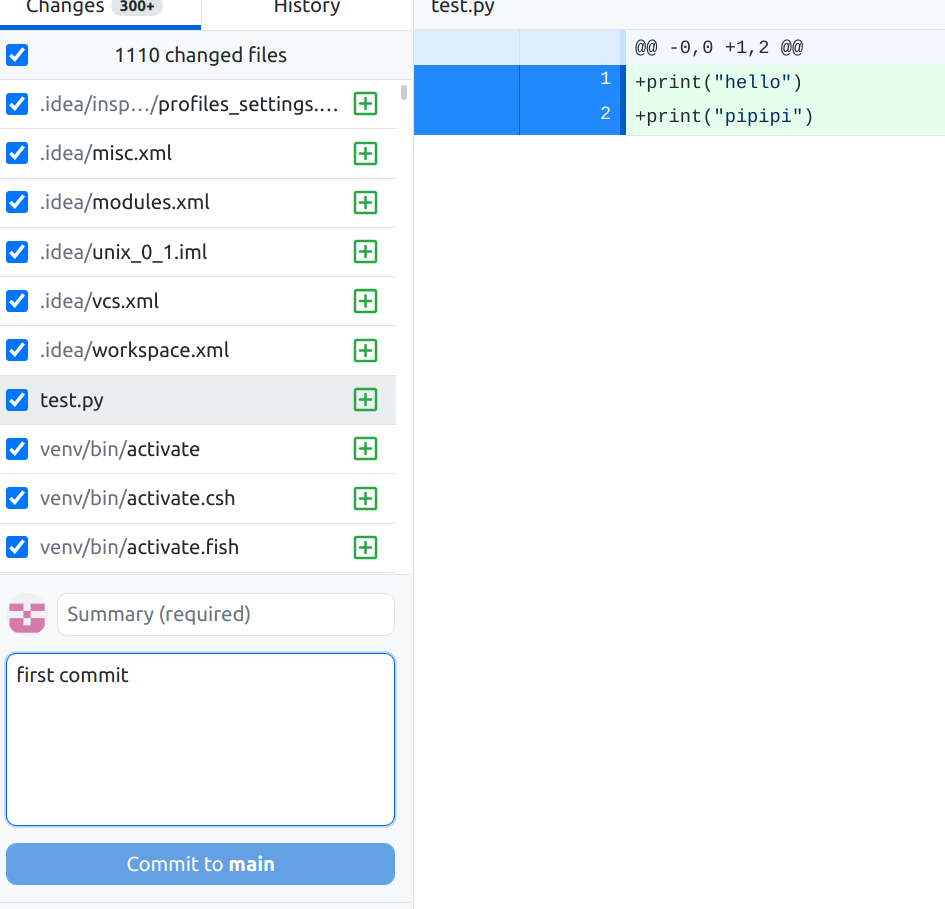 Changes 300+
History
1110 changed files
.idea/insp.../profiles_settings....
.idea/misc.xml
.idea/modules.xml
.idea/unix_0_1.iml
.idea/vcs.xml
.idea/workspace.xml
test.py
venv/bin/activate
venv/bin/activate.csh
venv/bin/activate.fish
Summary (required)
first commit
Commit to main
test.py
@@ -0,0 +1,2 @@
1 +print("hello")
2 +print("pipipi")